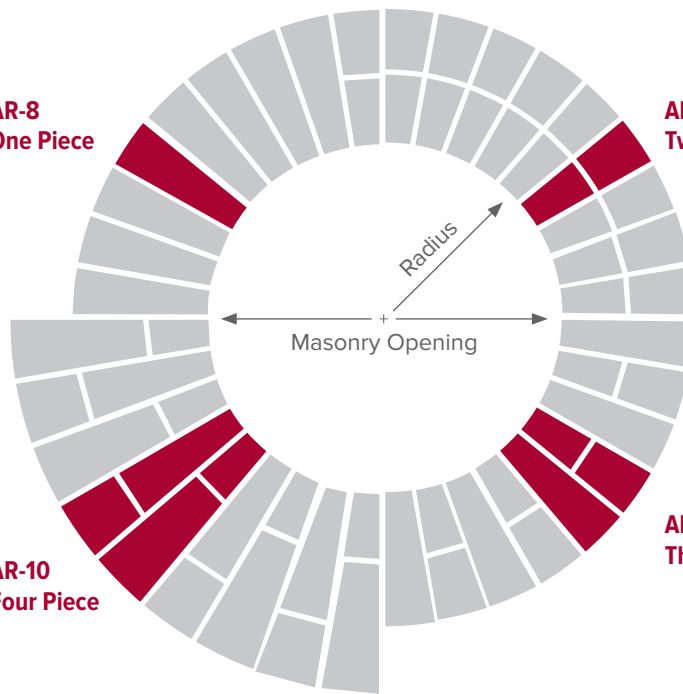 AR-8
One Piece
Radius
+
Masonry Opening
AR-10
Four Piece